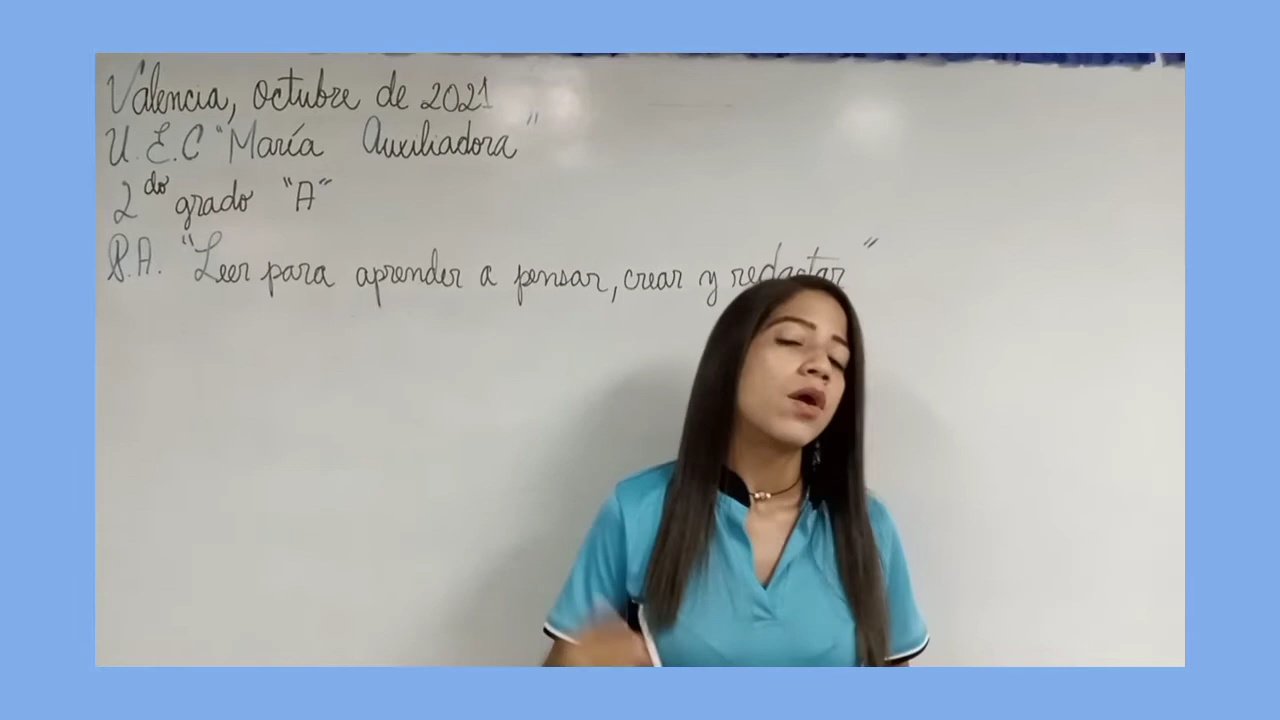 Valencia, octubre de 2021
U.E.C "María Auxiliadora"
2do grado "A"
P.A. "Leer para aprender a pensar, crear y redactar"